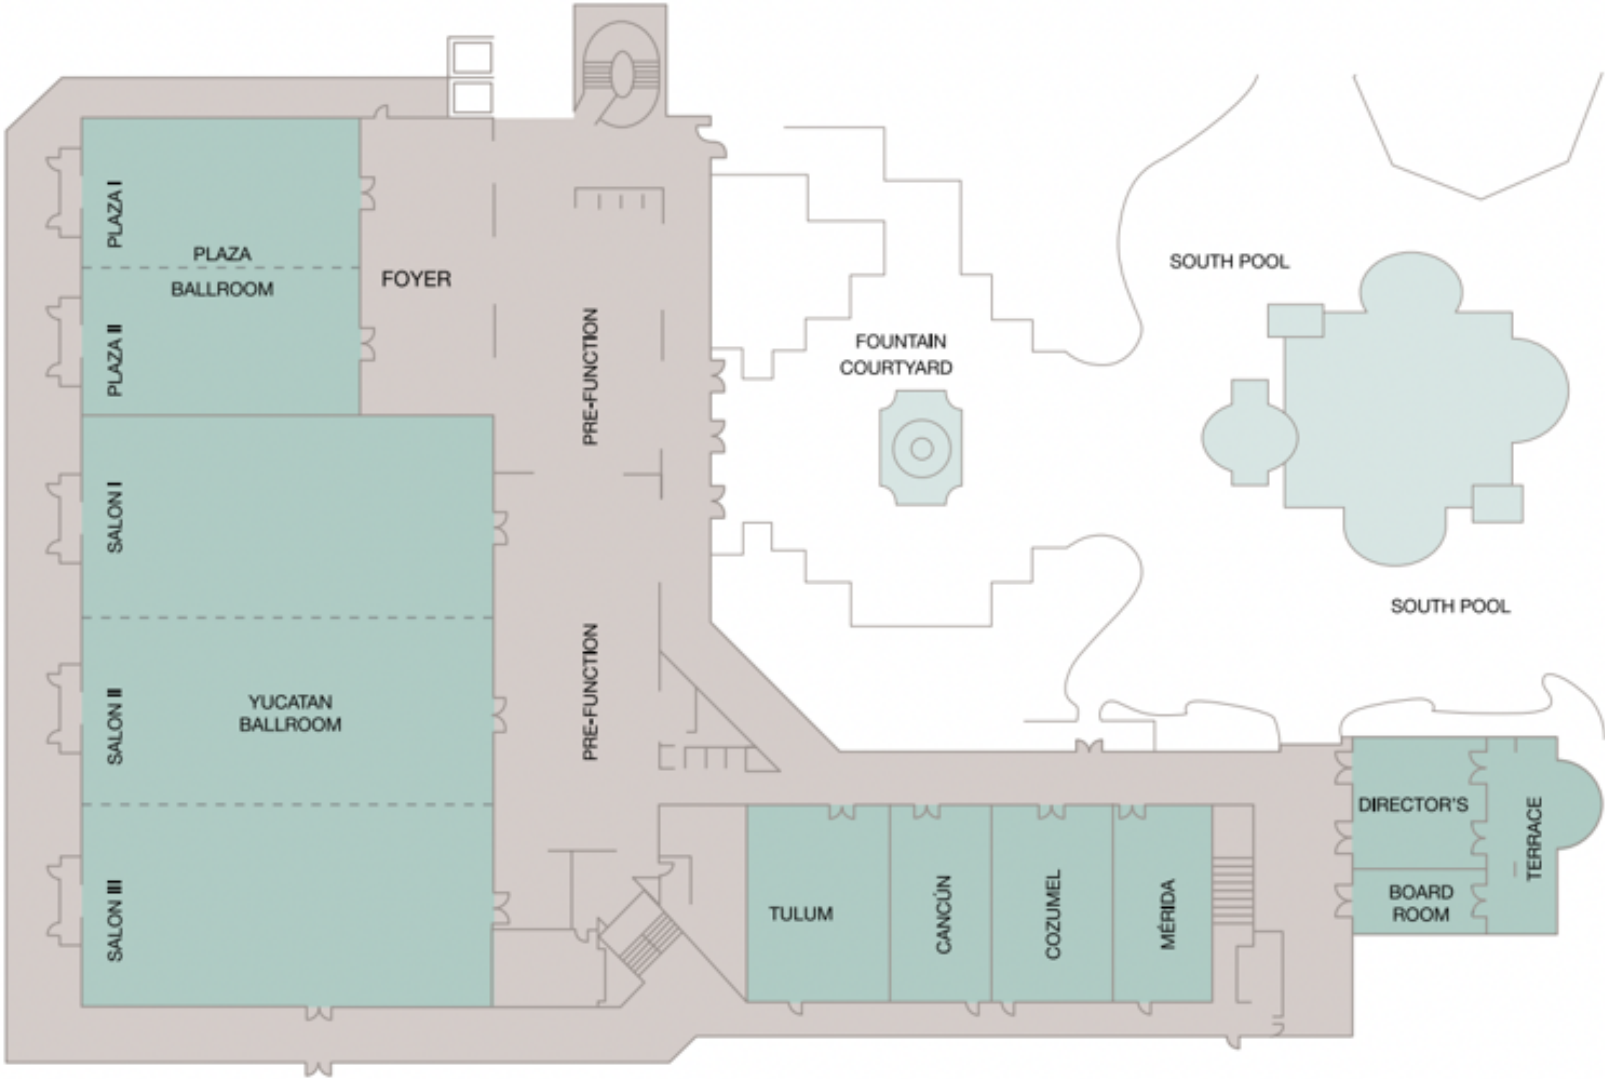 PLAZA I
PLAZA
BALLROOM
PLAZA II
FOYER
PRE-FUNCTION
FOUNTAIN
COURTYARD
SOUTH POOL
SOUTH POOL
SALON I
SALON II
YUCATAN
BALLROOM
PRE-FUNCTION
SALON III
TULUM
CANCÚN
COZUMEL
MÉRIDA
DIRECTOR'S
BOARD
ROOM
TERRACE